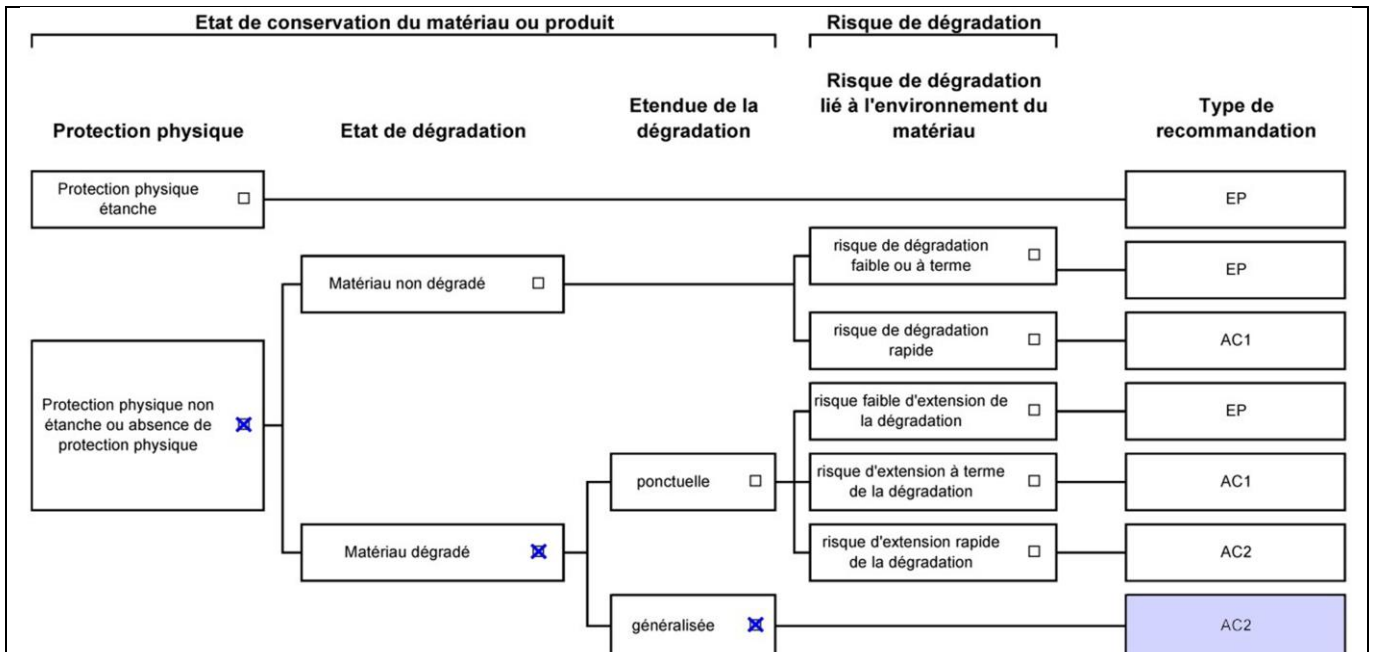 Etat de conservation du matériau ou produit
Risque de dégradation
Protection physique
Etat de dégradation
Etendue de la
dégradation
Risque de dégradation
lié à l'environnement du
matériau
Type de
recommandation
Protection physique
étanche
EP
risque de dégradation
faible ou à terme
EP
Matériau non dégradé
risque de dégradation
rapide
AC1
Protection physique non
étanche ou absence de
protection physique
risque faible d'extension de
la dégradation
EP
ponctuelle
risque d'extension à terme
de la dégradation
AC1
Matériau dégradé
risque d'extension rapide
de la dégradation
AC2
généralisée
AC2